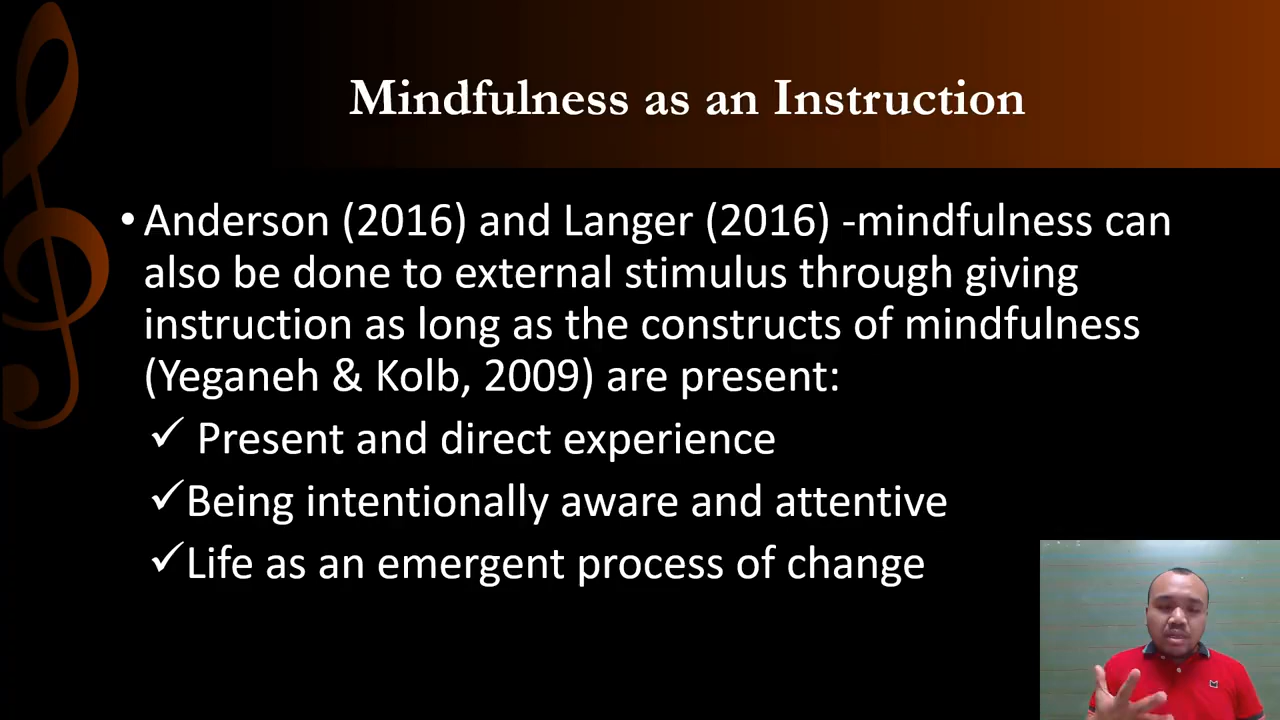 Mindfulness as an Instruction
• Anderson (2016) and Langer (2016) -mindfulness can
also be done to external stimulus through giving
instruction as long as the constructs of mindfulness
(Yeganeh & Kolb, 2009) are present:
✓ Present and direct experience
✓Being intentionally aware and attentive
✓Life as an emergent process of change